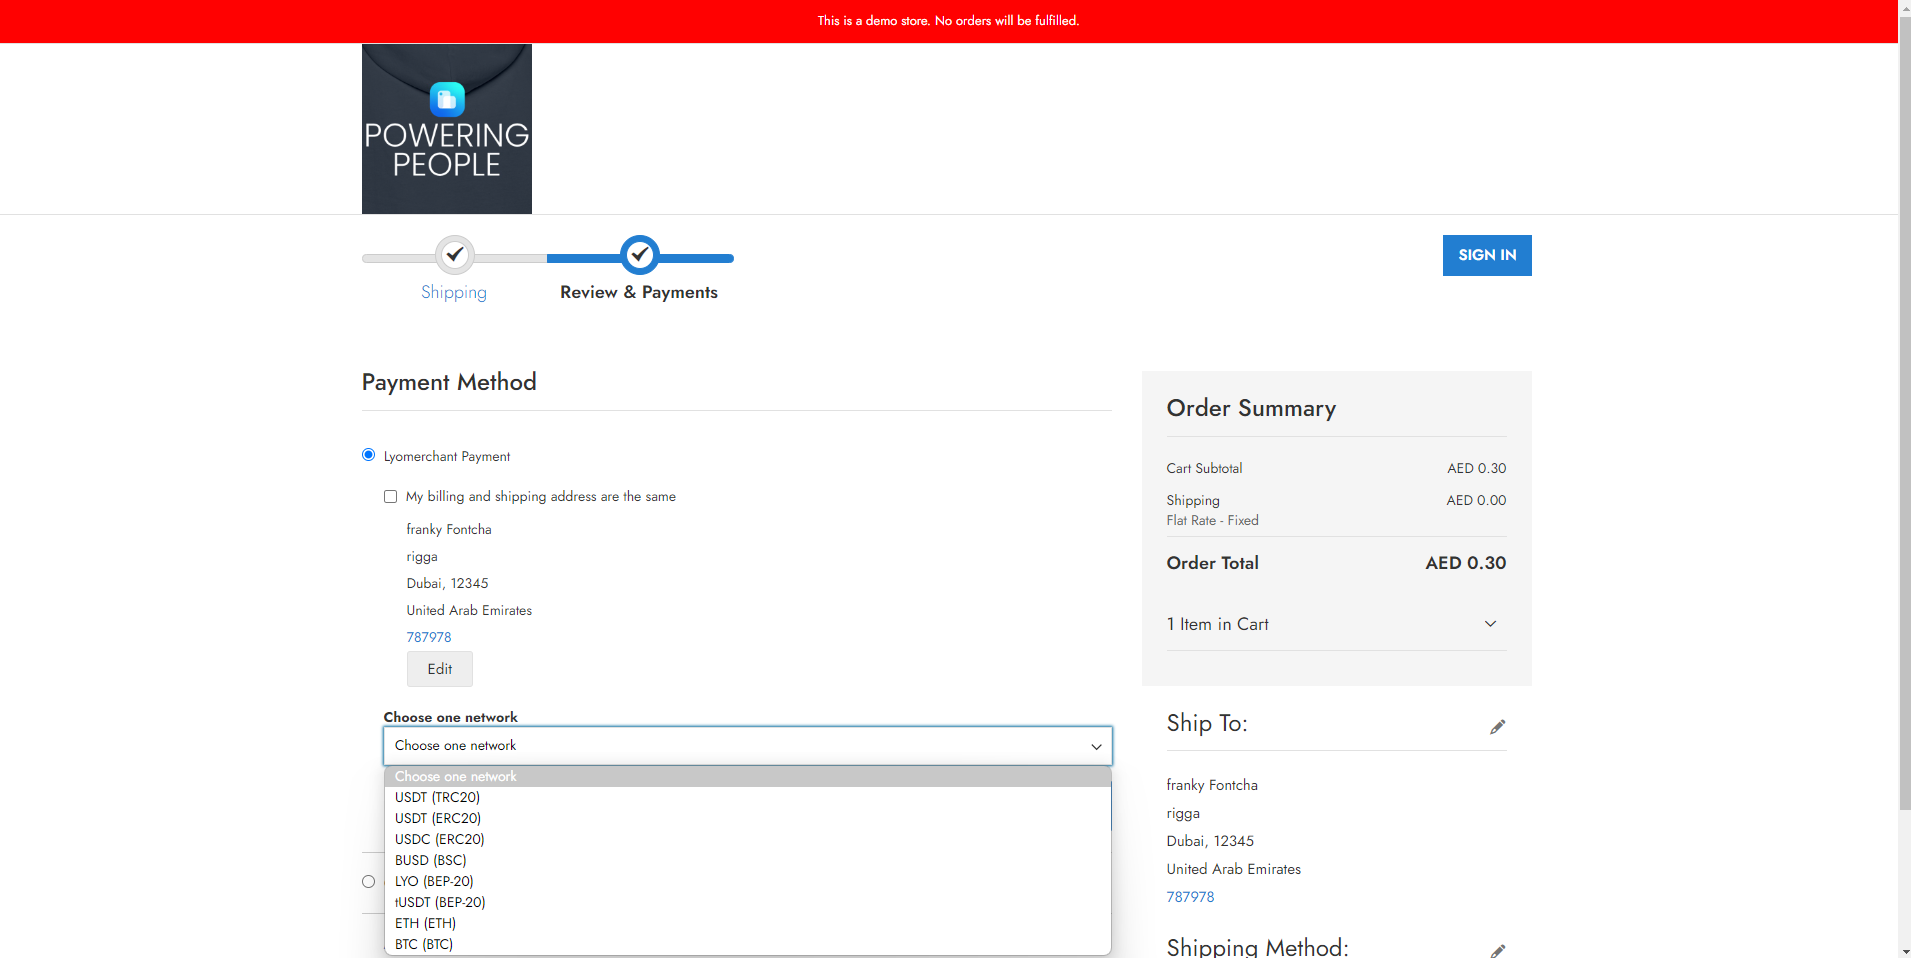 This is a demo store. No orders will be fulfilled.
POWERING
PEOPLE
SIGN IN
Shipping
Review & Payments
Payment Method
Lyomerchant Payment
My billing and shipping address are the same
franky Fontcha
rigga
Dubai, 12345
United Arab Emirates
787978
Edit
Choose one network
Choose one network
Choose one network
USDT (TRC20)
USDT (ERC20)
USDC (ERC20)
BUSD (BSC)
LYO (BEP-20)
tUSDT (BEP-20)
ETH (ETH)
BTC (BTC)
Order Summary
Cart Subtotal AED 0.30
Shipping AED 0.00
Flat Rate - Fixed
Order Total AED 0.30
1 Item in Cart
Ship To:
franky Fontcha
rigga
Dubai, 12345
United Arab Emirates
787978
Shipping Method: